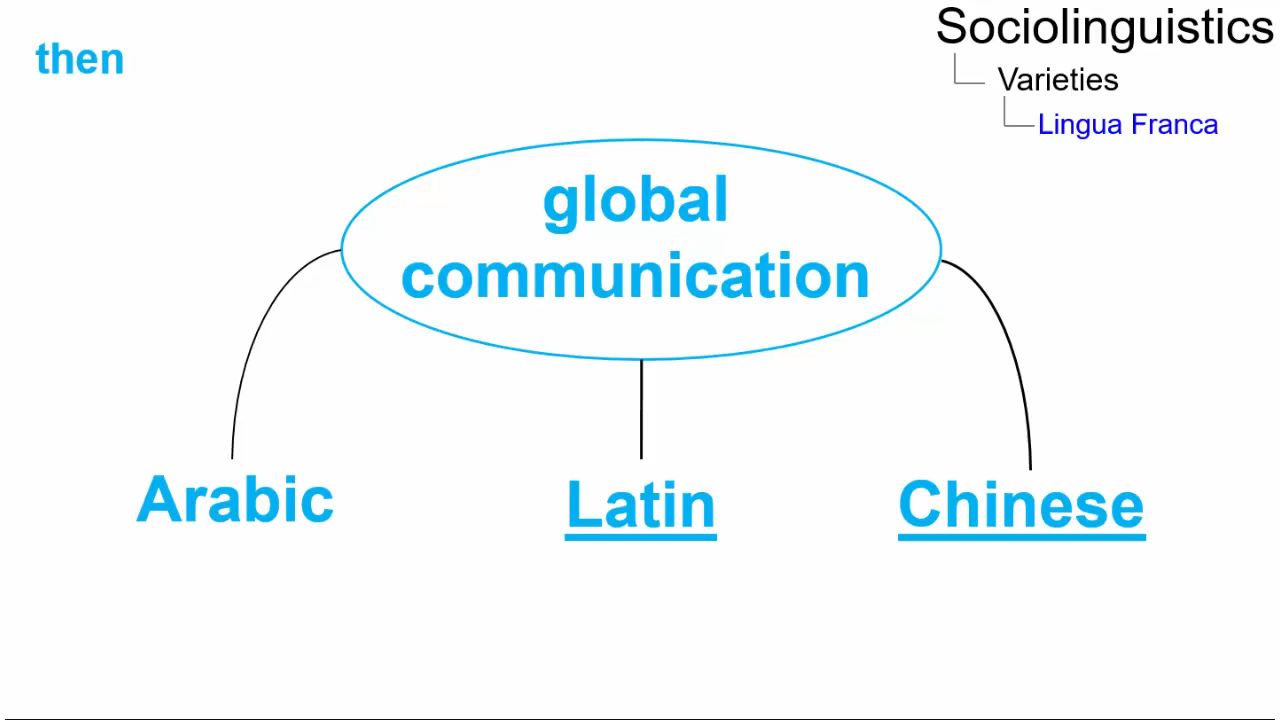 Sociolinguistics
then
Varieties
Lingua Franca
global
communication
Arabic
Latin
Chinese